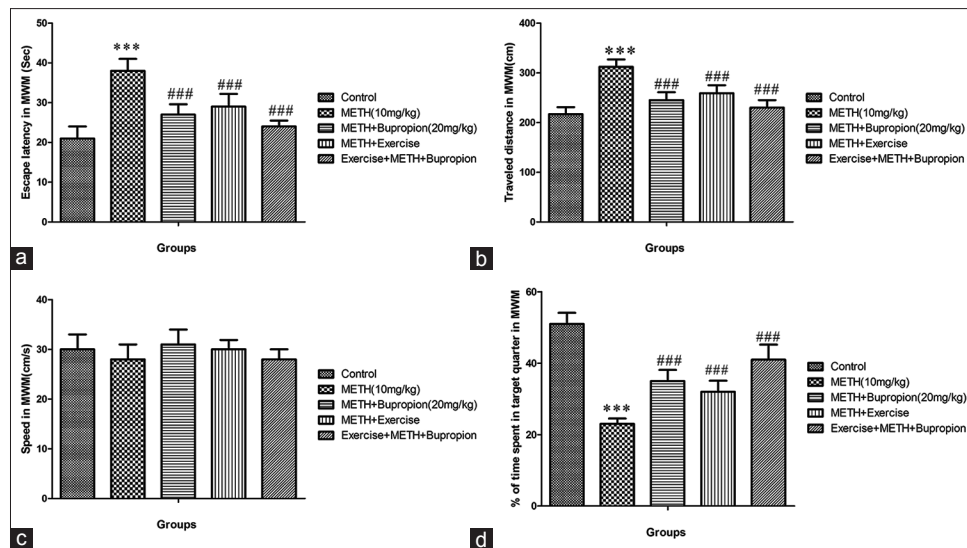 Escape latency in MWM (Sec)
50
40
30
20
10
0
***
###
###
###
Groups
Control
METH(10mg/kg)
METH+Bupropion(20mg/kg)
METH+Exercise
Exercise+METH+Bupropion
a
Traveled distance in MWM(cm)
400
300
200
100
0
***
###
###
###
Groups
Control
METH(10mg/kg)
METH+Bupropion(20mg/kg)
METH+Exercise
Exercise+METH+Bupropion
b
Speed in MWM(cm/s)
40
30
20
10
0
Groups
Control
METH(10mg/kg)
METH+Bupropion(20mg/kg)
METH+Exercise
Exercise+METH+Bupropion
c
% of time spent in target quarter in MWM
60
40
20
0
***
###
###
###
Groups
Control
METH(10mg/kg)
METH+Bupropion(20mg/kg)
METH+Exercise
Exercise+METH+Bupropion
d